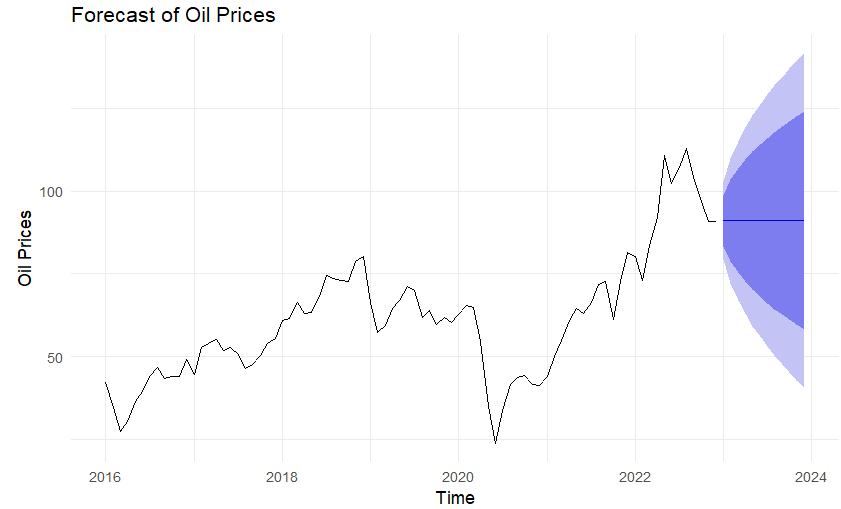 Forecast of Oil Prices
100
50
Oil Prices
2016 2018 2020 2022 2024
Time